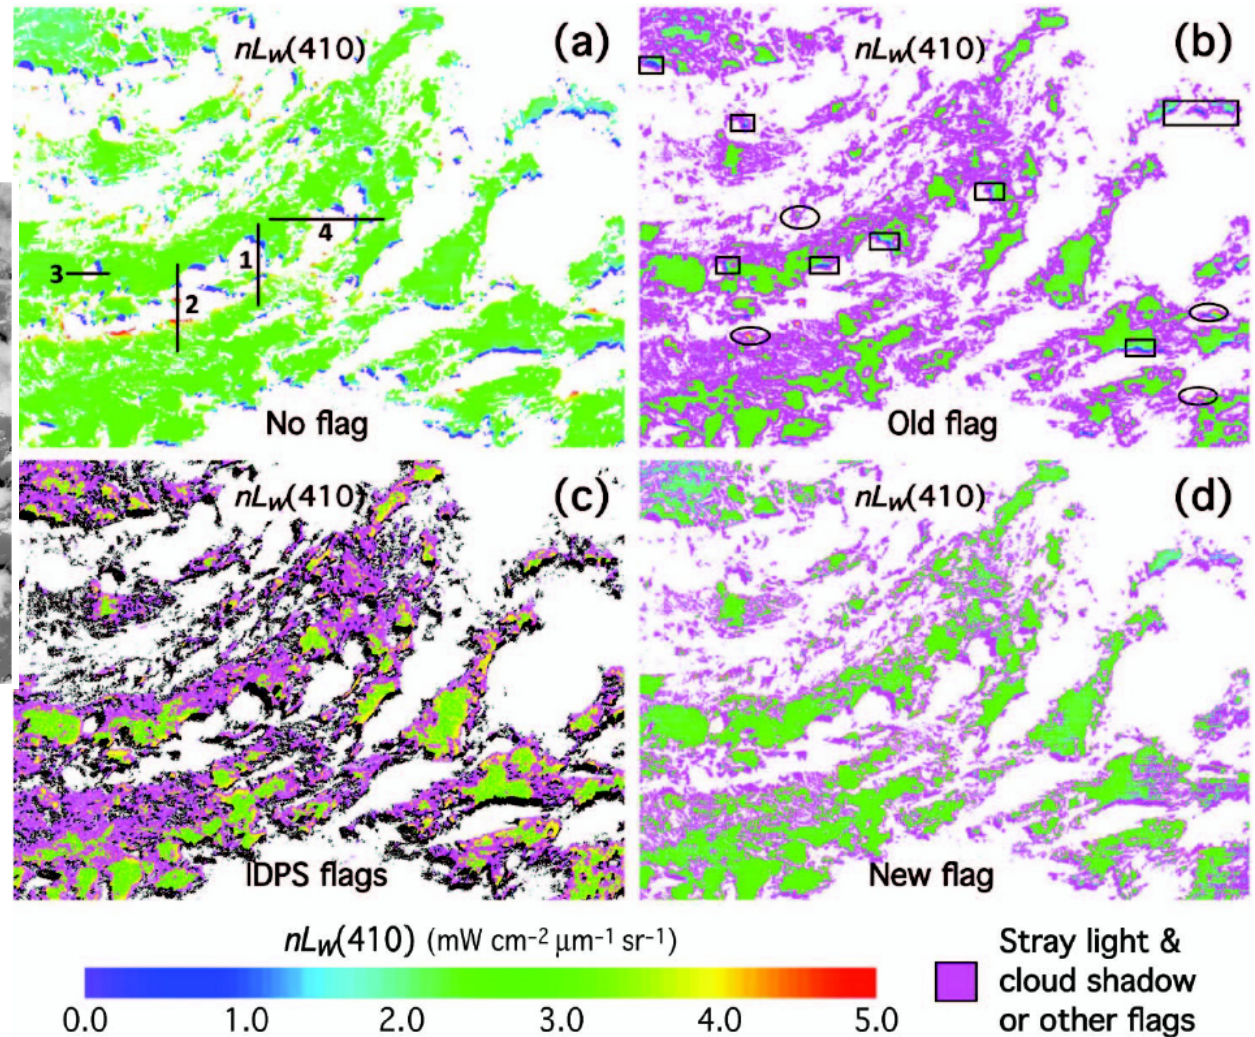 nLW(410) (a)
4
1
3
2
No flag
nLW(410) (b)
Old flag
nLW(410) (c)
IDPS flags
nLW(410) (d)
New flag
nLW(410) (mW cm⁻² μm⁻¹ sr⁻¹)
0.0 1.0 2.0 3.0 4.0 5.0
Stray light &
cloud shadow
or other flags